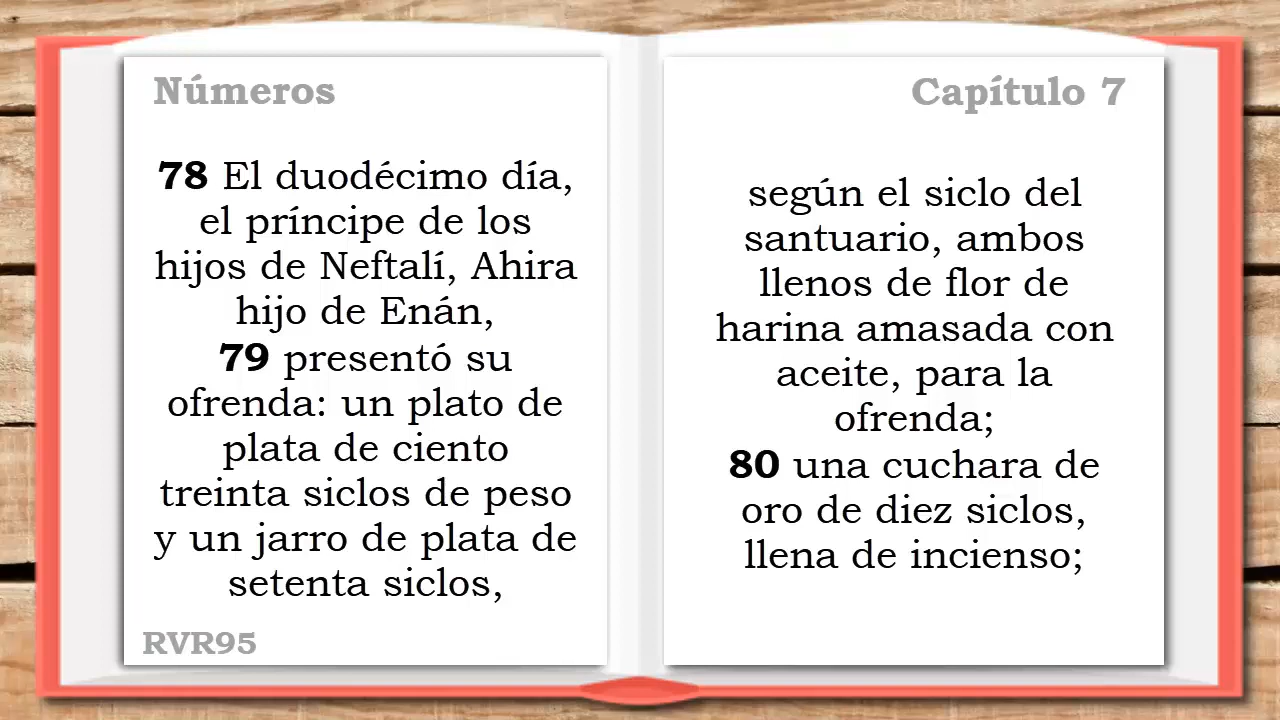 Números
78 El duodécimo día,
el príncipe de los
hijos de Neftalí, Ahira
hijo de Enán,
79 presentó su
ofrenda: un plato de
plata de ciento
treinta siclos de peso
y un jarro de plata de
setenta siclos,
RVR95
Capítulo 7
según el siclo del
santuario, ambos
llenos de flor de
harina amasada con
aceite, para la
ofrenda;
80 una cuchara de
oro de diez siclos,
llena de incienso;